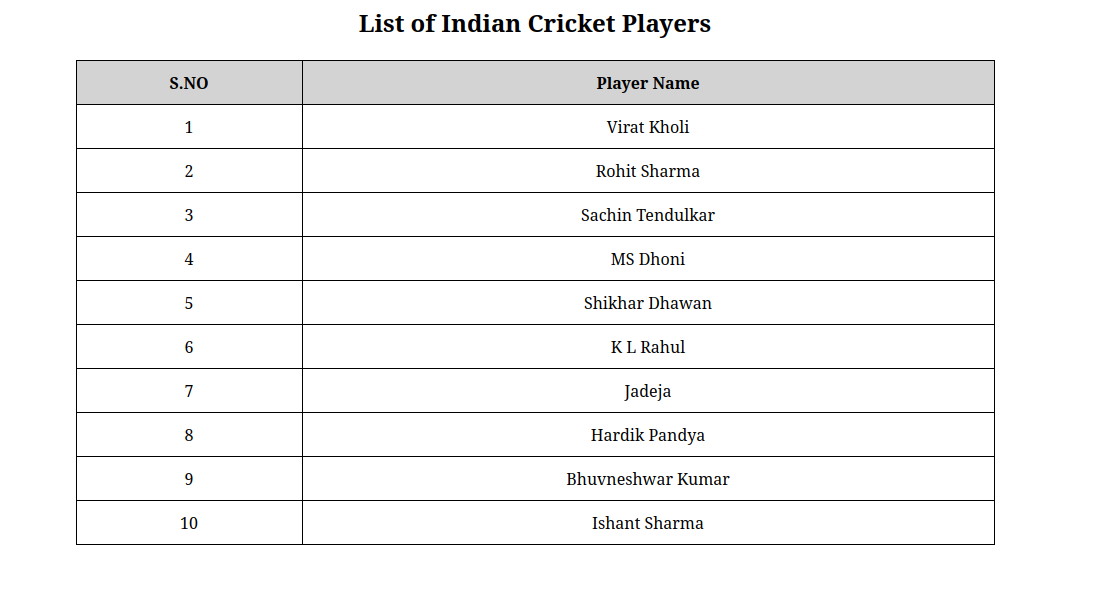 List of Indian Cricket Players
S.NO Player Name
1 Virat Kholi
2 Rohit Sharma
3 Sachin Tendulkar
4 MS Dhoni
5 Shikhar Dhawan
6 K L Rahul
7 Jadeja
8 Hardik Pandya
9 Bhuvneshwar Kumar
10 Ishant Sharma